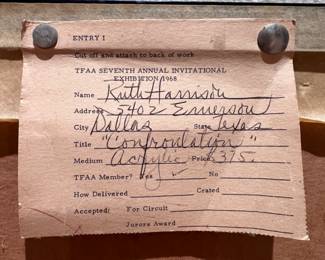 ENTRY I
Cut off and attach to back of work
TFAA SEVENTH ANNUAL INVITATIONAL
EXHIBITION 1968
Name Ruth Harrison
Address 5402 Emerson
City Dallas State Texas
Title "Confrontation"
Medium Acrylic Price 375.
TFAA Member? Yes ✓ No
How Delivered Crated
Accepted: For Circuit
Jurors Award